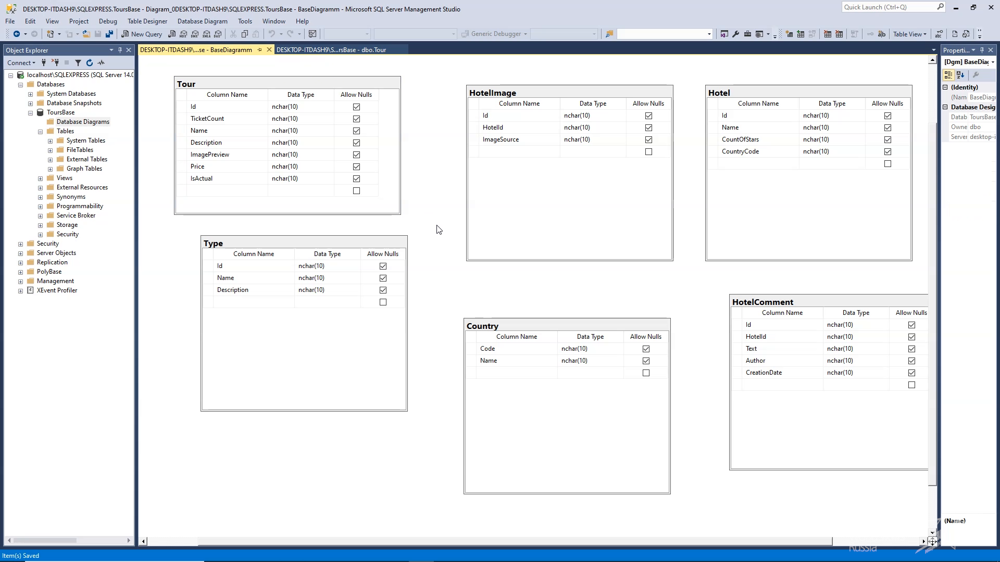 DESKTOP-ITDASH9\SQLEXPRESS.ToursBase - Diagram_0DESKTOP-ITDASH9\SQLEXPRESS.ToursBase - BaseDiagramm - Microsoft SQL Server Management Studio
Quick Launch (Ctrl+Q)
File Edit View Project Debug Table Designer Database Diagram Tools Window Help
New Query
MDX DMX XMLA DAX
Generic Debugger
Table View
Object Explorer
DESKTOP-ITDASH9\...se - BaseDiagramm
DESKTOP-ITDASH9\S...rsBase - dbo.Tour
Properti...
Connect
[Dgm] BaseDiag
localhost\SQLEXPRESS (SQL Server 14.0
Databases
System Databases
Database Snapshots
ToursBase
Database Diagrams
Tables
System Tables
FileTables
External Tables
Graph Tables
Views
External Resources
Synonyms
Programmability
Service Broker
Storage
Security
Security
Server Objects
Replication
PolyBase
Management
XEvent Profiler
Tour
Column Name Data Type Allow Nulls
Id nchar(10)
TicketCount nchar(10)
Name nchar(10)
Description nchar(10)
ImagePreview nchar(10)
Price nchar(10)
IsActual nchar(10)
HotelImage
Column Name Data Type Allow Nulls
Id nchar(10)
HotelId nchar(10)
ImageSource nchar(10)
Hotel
Column Name Data Type Allow Nulls
Id nchar(10)
Name nchar(10)
CountOfStars nchar(10)
CountryCode nchar(10)
Type
Column Name Data Type Allow Nulls
Id nchar(10)
Name nchar(10)
Description nchar(10)
Country
Column Name Data Type Allow Nulls
Code nchar(10)
Name nchar(10)
HotelComment
Column Name Data Type Allow Nulls
Id nchar(10)
HotelId nchar(10)
Text nchar(10)
Author nchar(10)
CreationDate nchar(10)
(Identity)
(Nam BaseDiagr
Database Desig
Datab ToursBase
Owne dbo
Server desktop-i
(Name)
Russia
Item(s) Saved